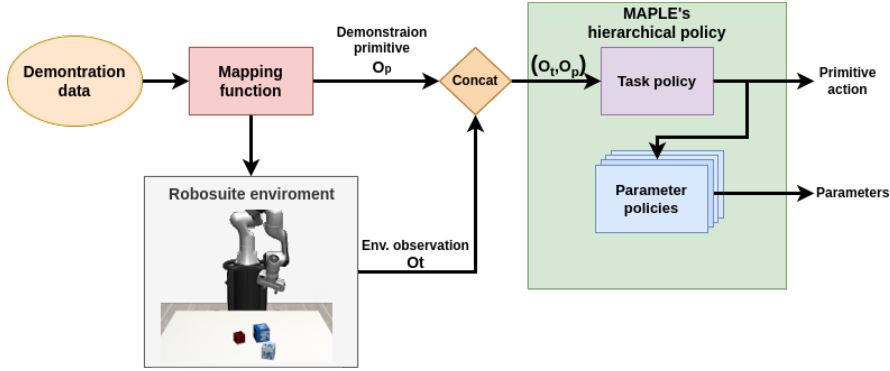 MAPLE's
hierarchical policy
Demonstraion
primitive
Op
Demontration
data
Mapping
function
Concat
(Ot,Op)
Task policy
Primitive
action
Robosuite enviroment
Parameter
policies
Parameters
Env. observation
Ot